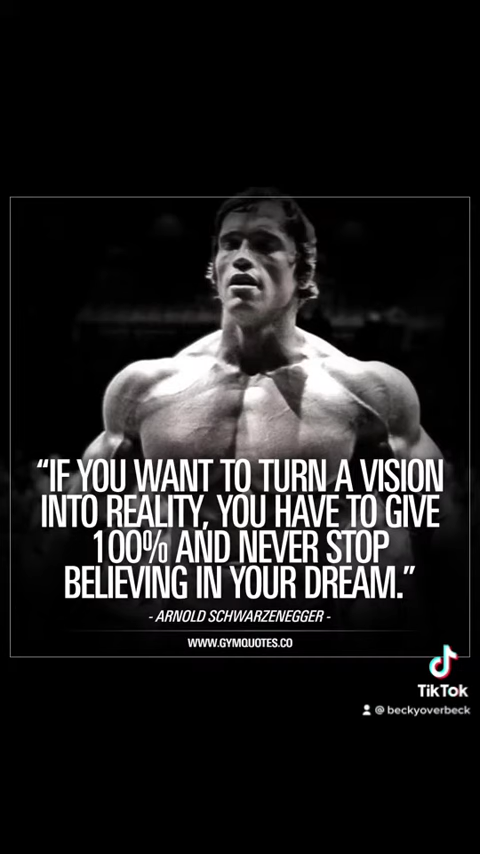 “IF YOU WANT TO TURN A VISION
INTO REALITY, YOU HAVE TO GIVE
100% AND NEVER STOP
BELIEVING IN YOUR DREAM.”
- ARNOLD SCHWARZENEGGER -
WWW.GYMQUOTES.CO
TikTok
@ beckyoverbeck